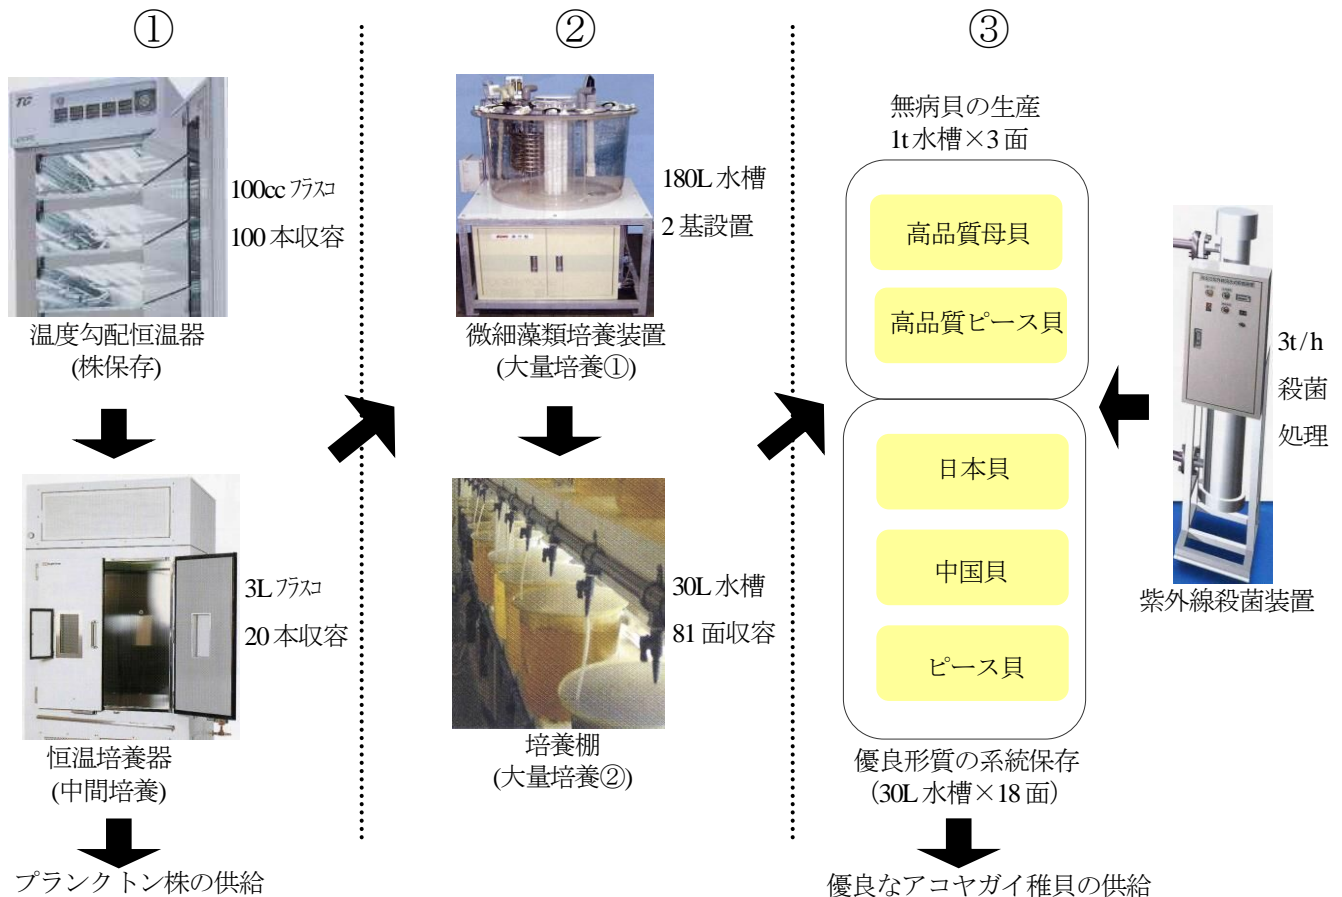 ①
TG
100cc フラスコ
100 本収容
温度勾配恒温器
(株保存)
3L フラスコ
20 本収容
恒温培養器
(中間培養)
プランクトン株の供給
②
180L 水槽
2 基設置
微細藻類培養装置
(大量培養①)
30L 水槽
81 面収容
培養棚
(大量培養②)
③
無病貝の生産
1t 水槽×3 面
高品質母貝
高品質ピース貝
日本貝
中国貝
ピース貝
優良形質の系統保存
(30L 水槽×18 面)
優良なアコヤガイ稚貝の供給
3t/h
殺菌
処理
紫外線殺菌装置